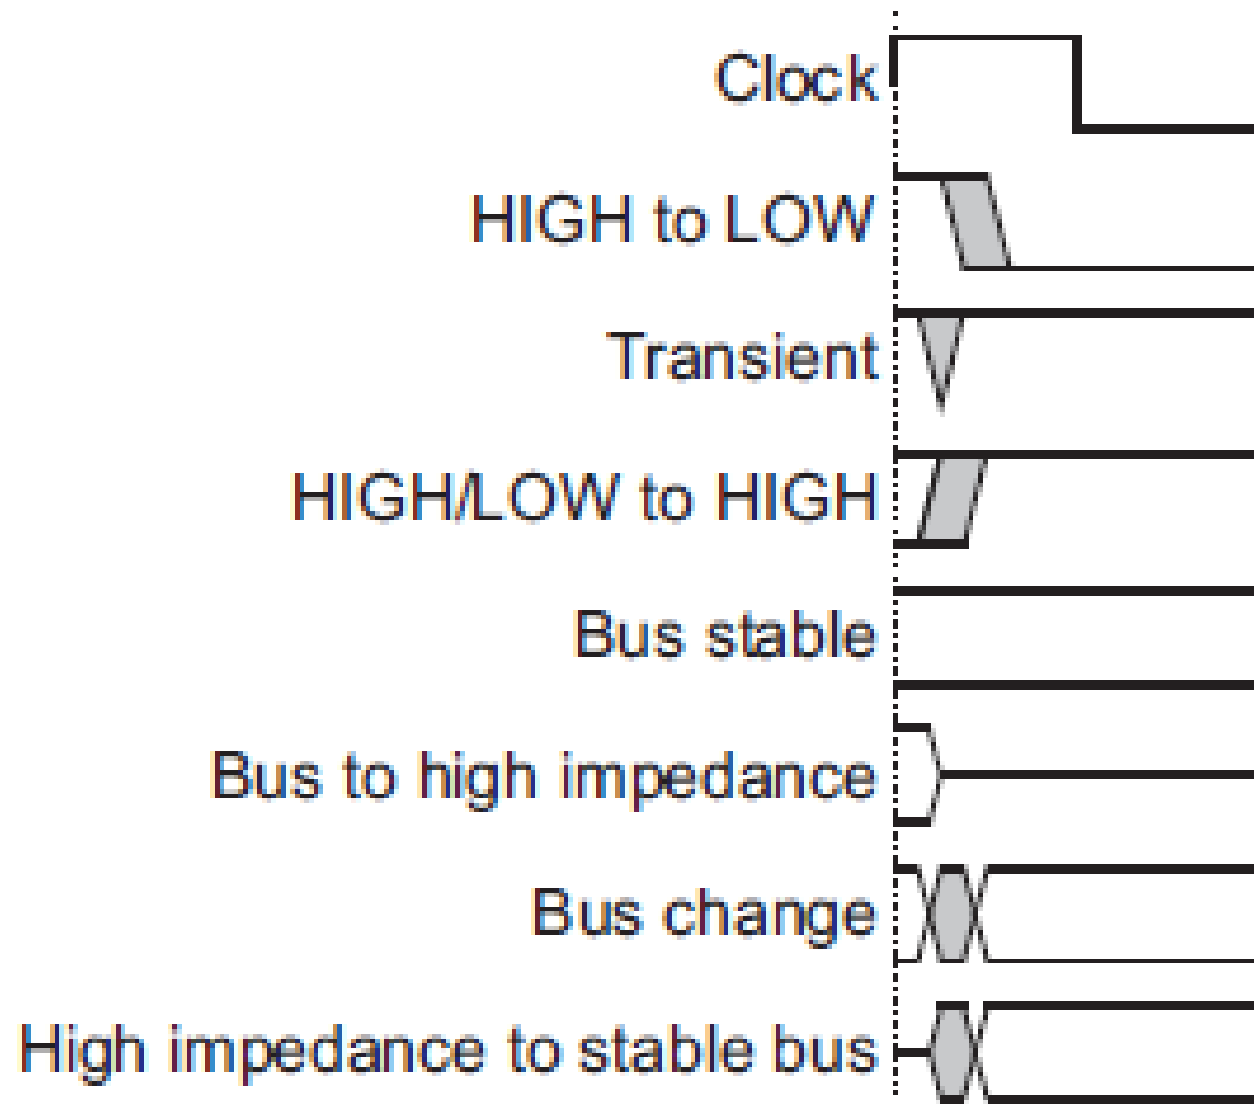 Clock
HIGH to LOW
Transient
HIGH/LOW to HIGH
Bus stable
Bus to high impedance
Bus change
High impedance to stable bus